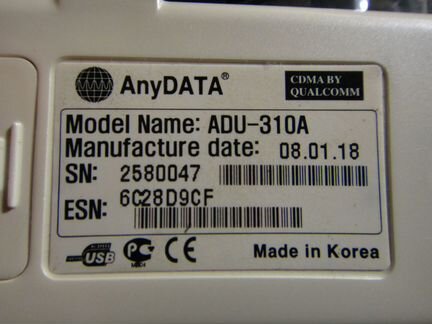 AnyDATA®
CDMA BY
QUALCOMM
Model Name: ADU-310A
Manufacture date: 08.01.18
SN: 2580047
ESN: 6C28D9CF
USB
Made in Korea